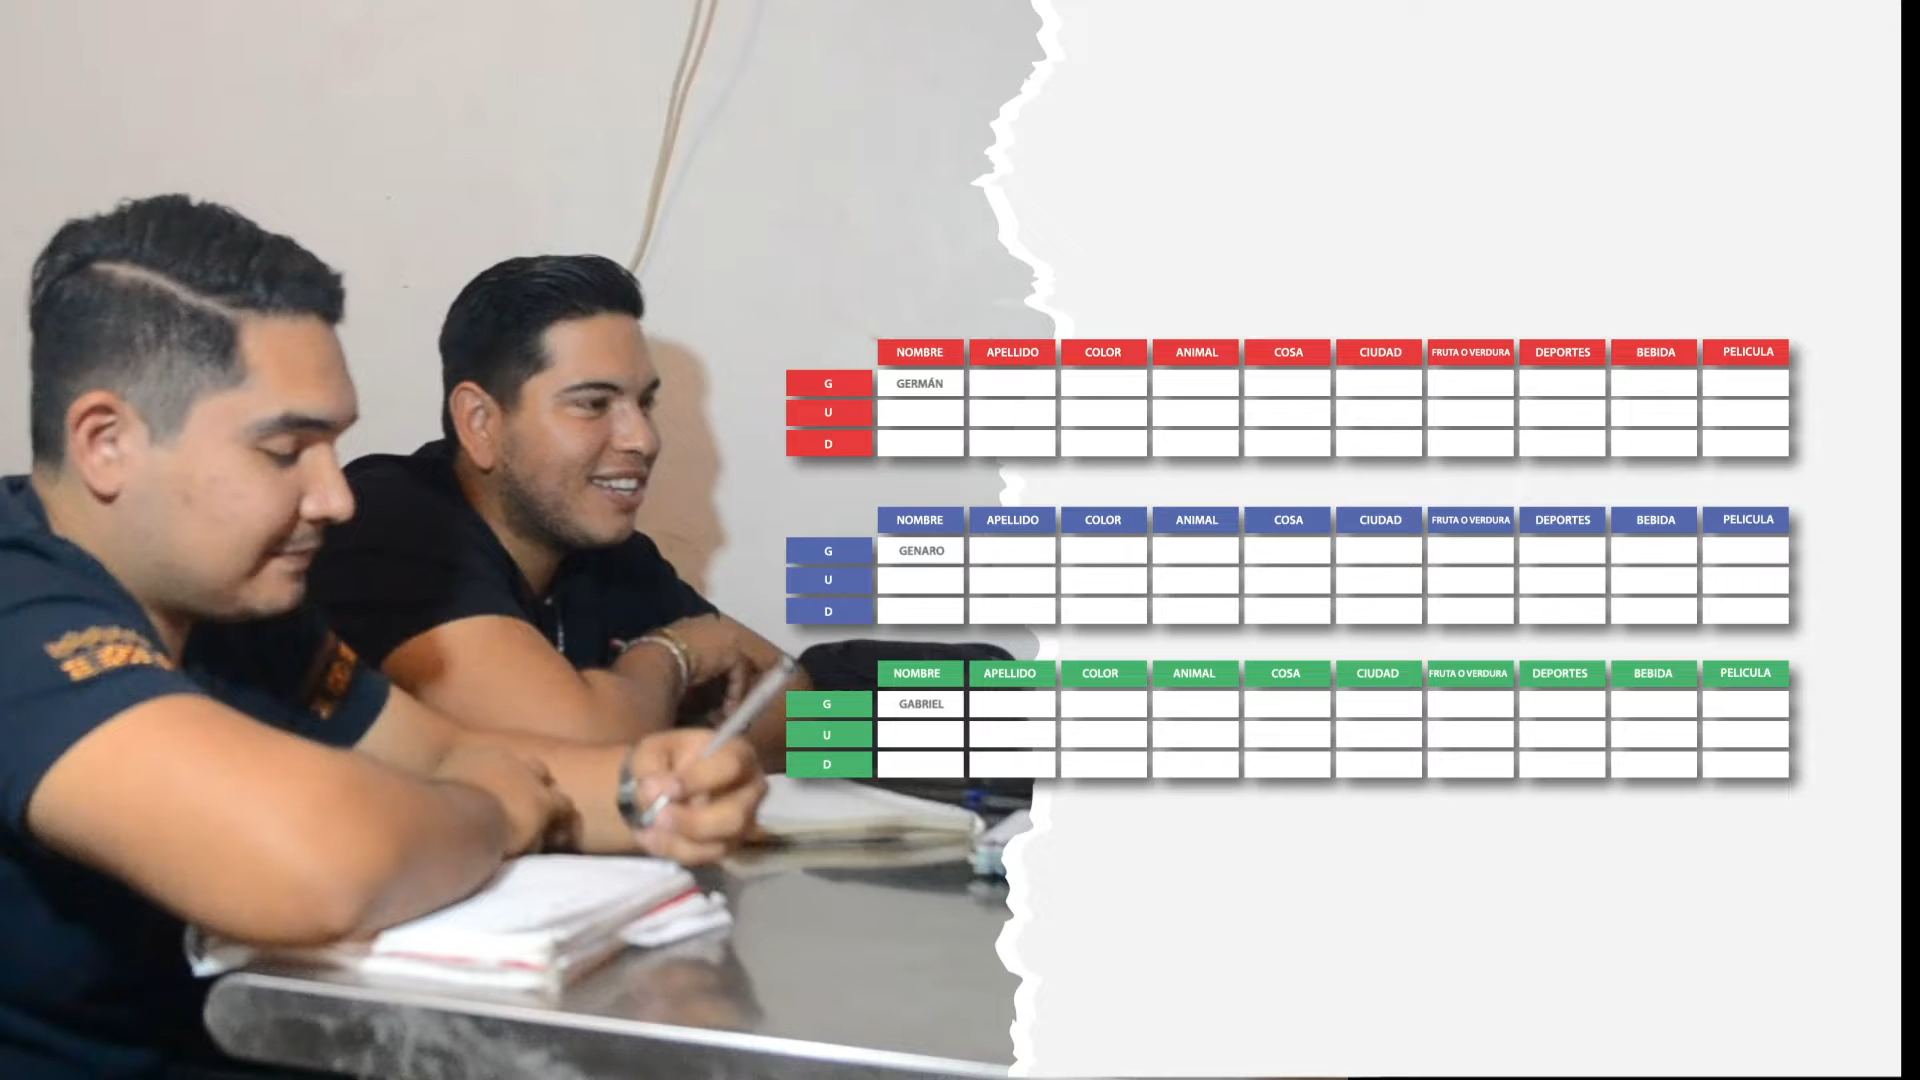 NOMBRE APELLIDO COLOR ANIMAL COSA CIUDAD FRUTA O VERDURA DEPORTES BEBIDA PELICULA
G GERMÁN
U
D
NOMBRE APELLIDO COLOR ANIMAL COSA CIUDAD FRUTA O VERDURA DEPORTES BEBIDA PELICULA
G GENARO
U
D
NOMBRE APELLIDO COLOR ANIMAL COSA CIUDAD FRUTA O VERDURA DEPORTES BEBIDA PELICULA
G GABRIEL
U
D